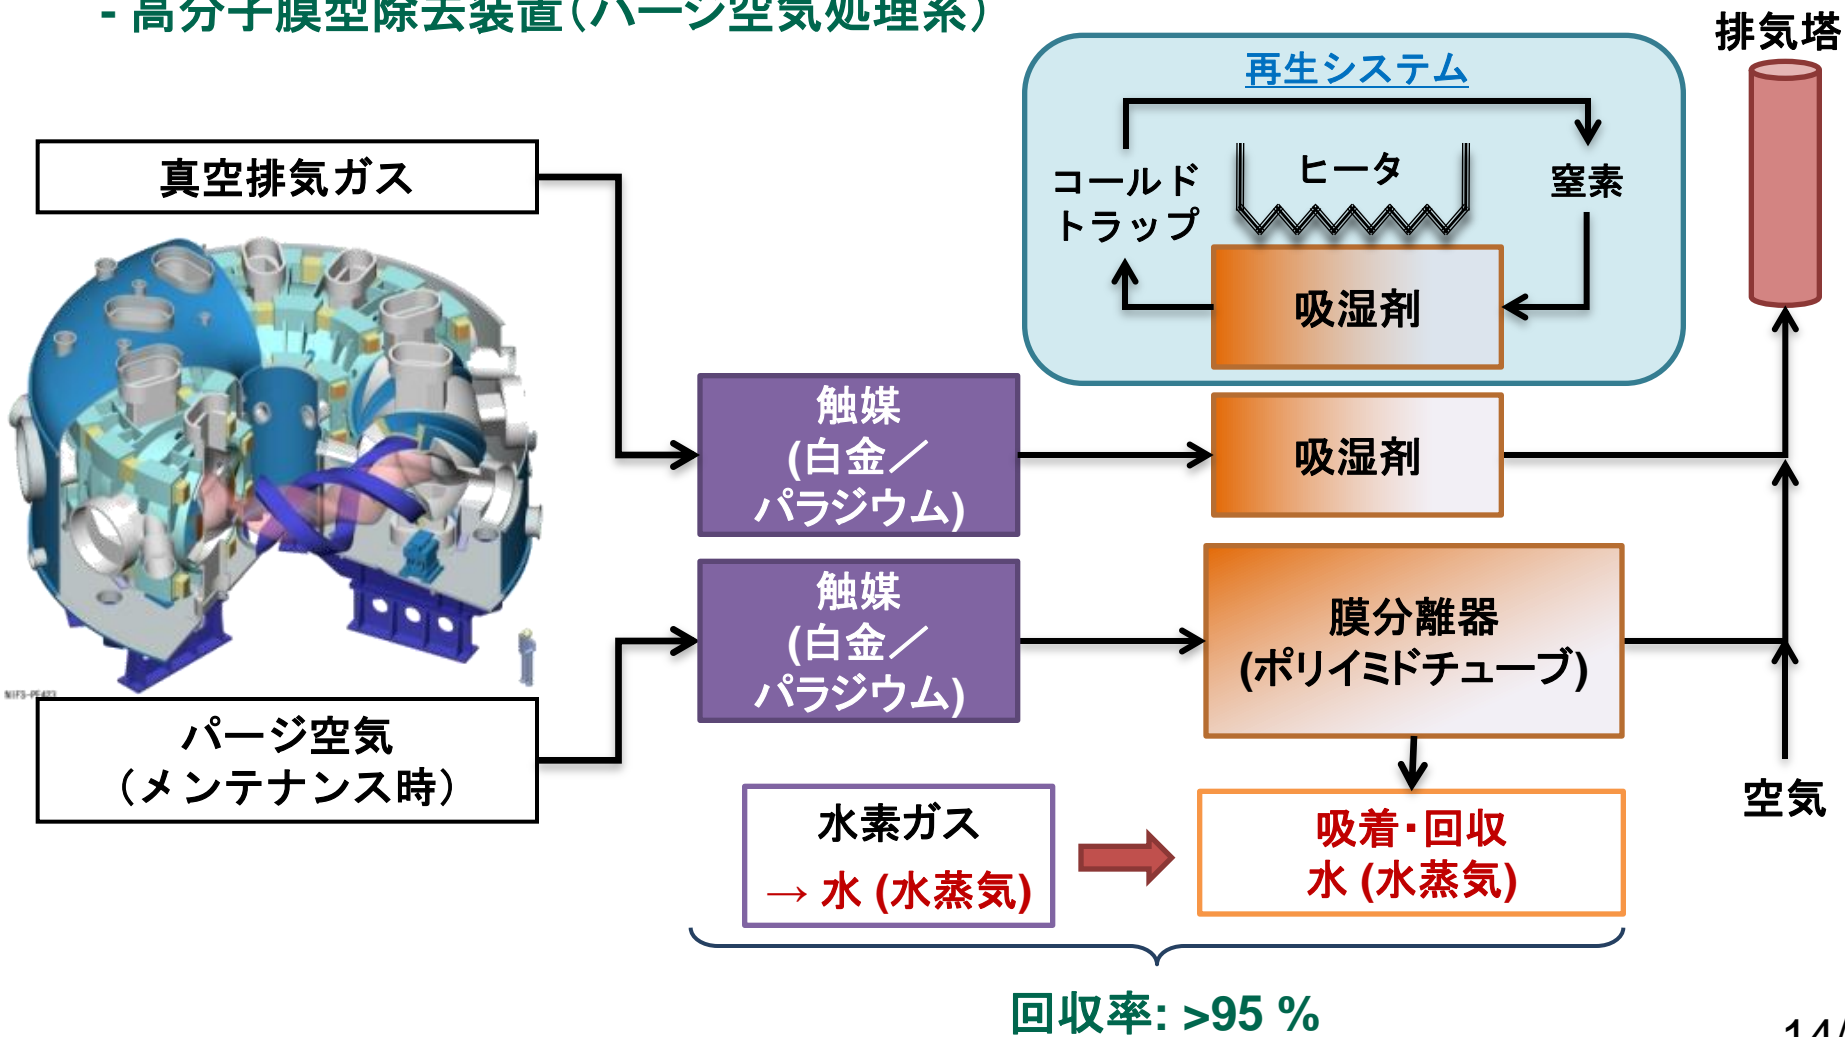 - 高分子膜型除去装置（パージ空気処理系）
排気塔
再生システム
真空排気ガス
コールド
トラップ
ヒータ
窒素
吸湿剤
触媒
(白金／
パラジウム)
吸湿剤
触媒
(白金／
パラジウム)
膜分離器
(ポリイミドチューブ)
NIFS-PE423
パージ空気
（メンテナンス時）
空気
水素ガス
→ 水 (水蒸気)
吸着・回収
水 (水蒸気)
回収率: >95 %
14/